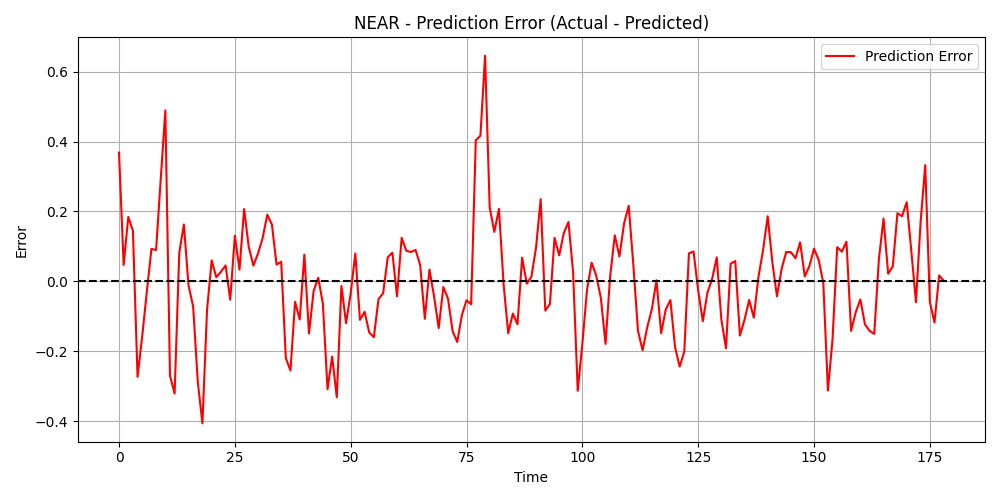 NEAR - Prediction Error (Actual - Predicted)
Prediction Error
0.6
0.4
0.2
0.0
−0.2
−0.4
Error
0 25 50 75 100 125 150 175
Time